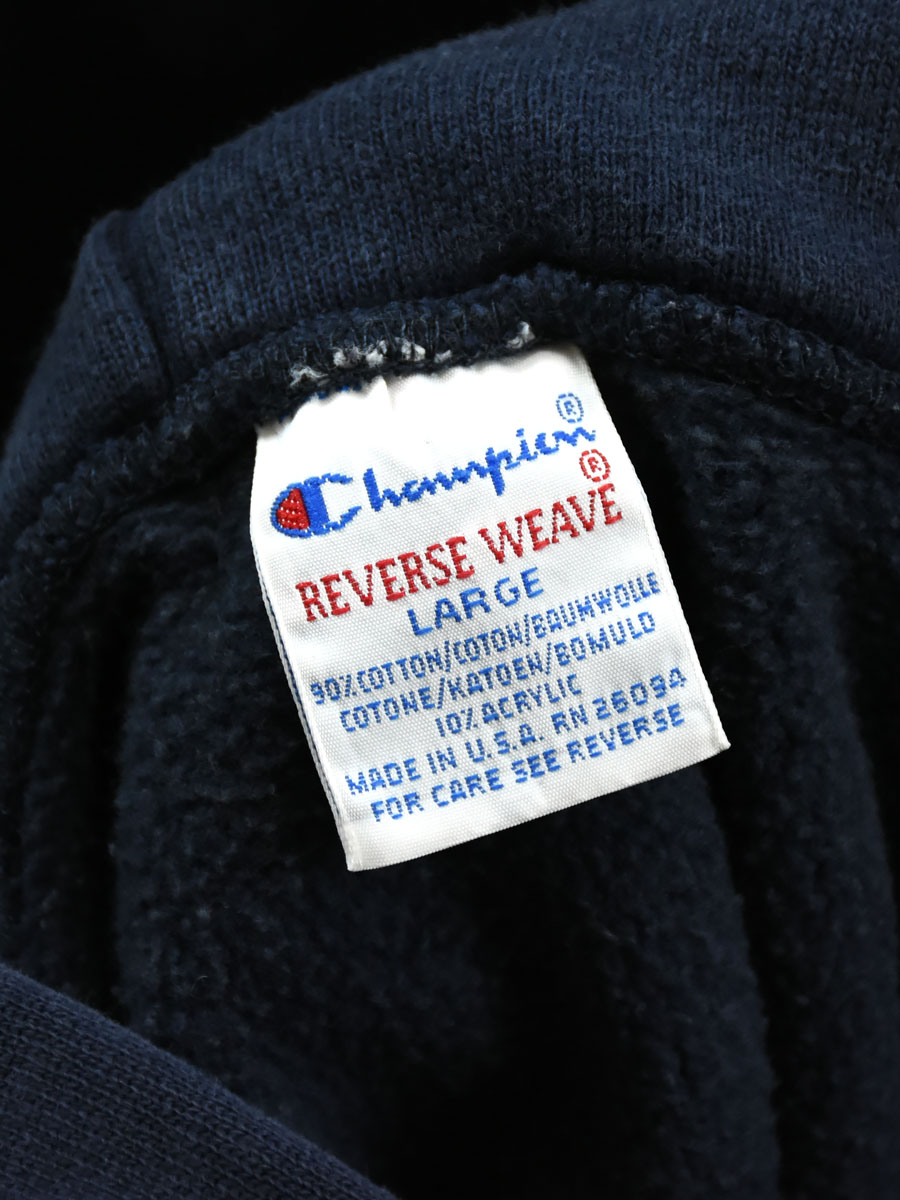 Champion®
REVERSE WEAVE®
LARGE
90% COTTON/COTON/BAUMWOLLE
COTONE/KATOEN/BOMULD
10% ACRYLIC
MADE IN U.S.A. RN 26094
FOR CARE SEE REVERSE